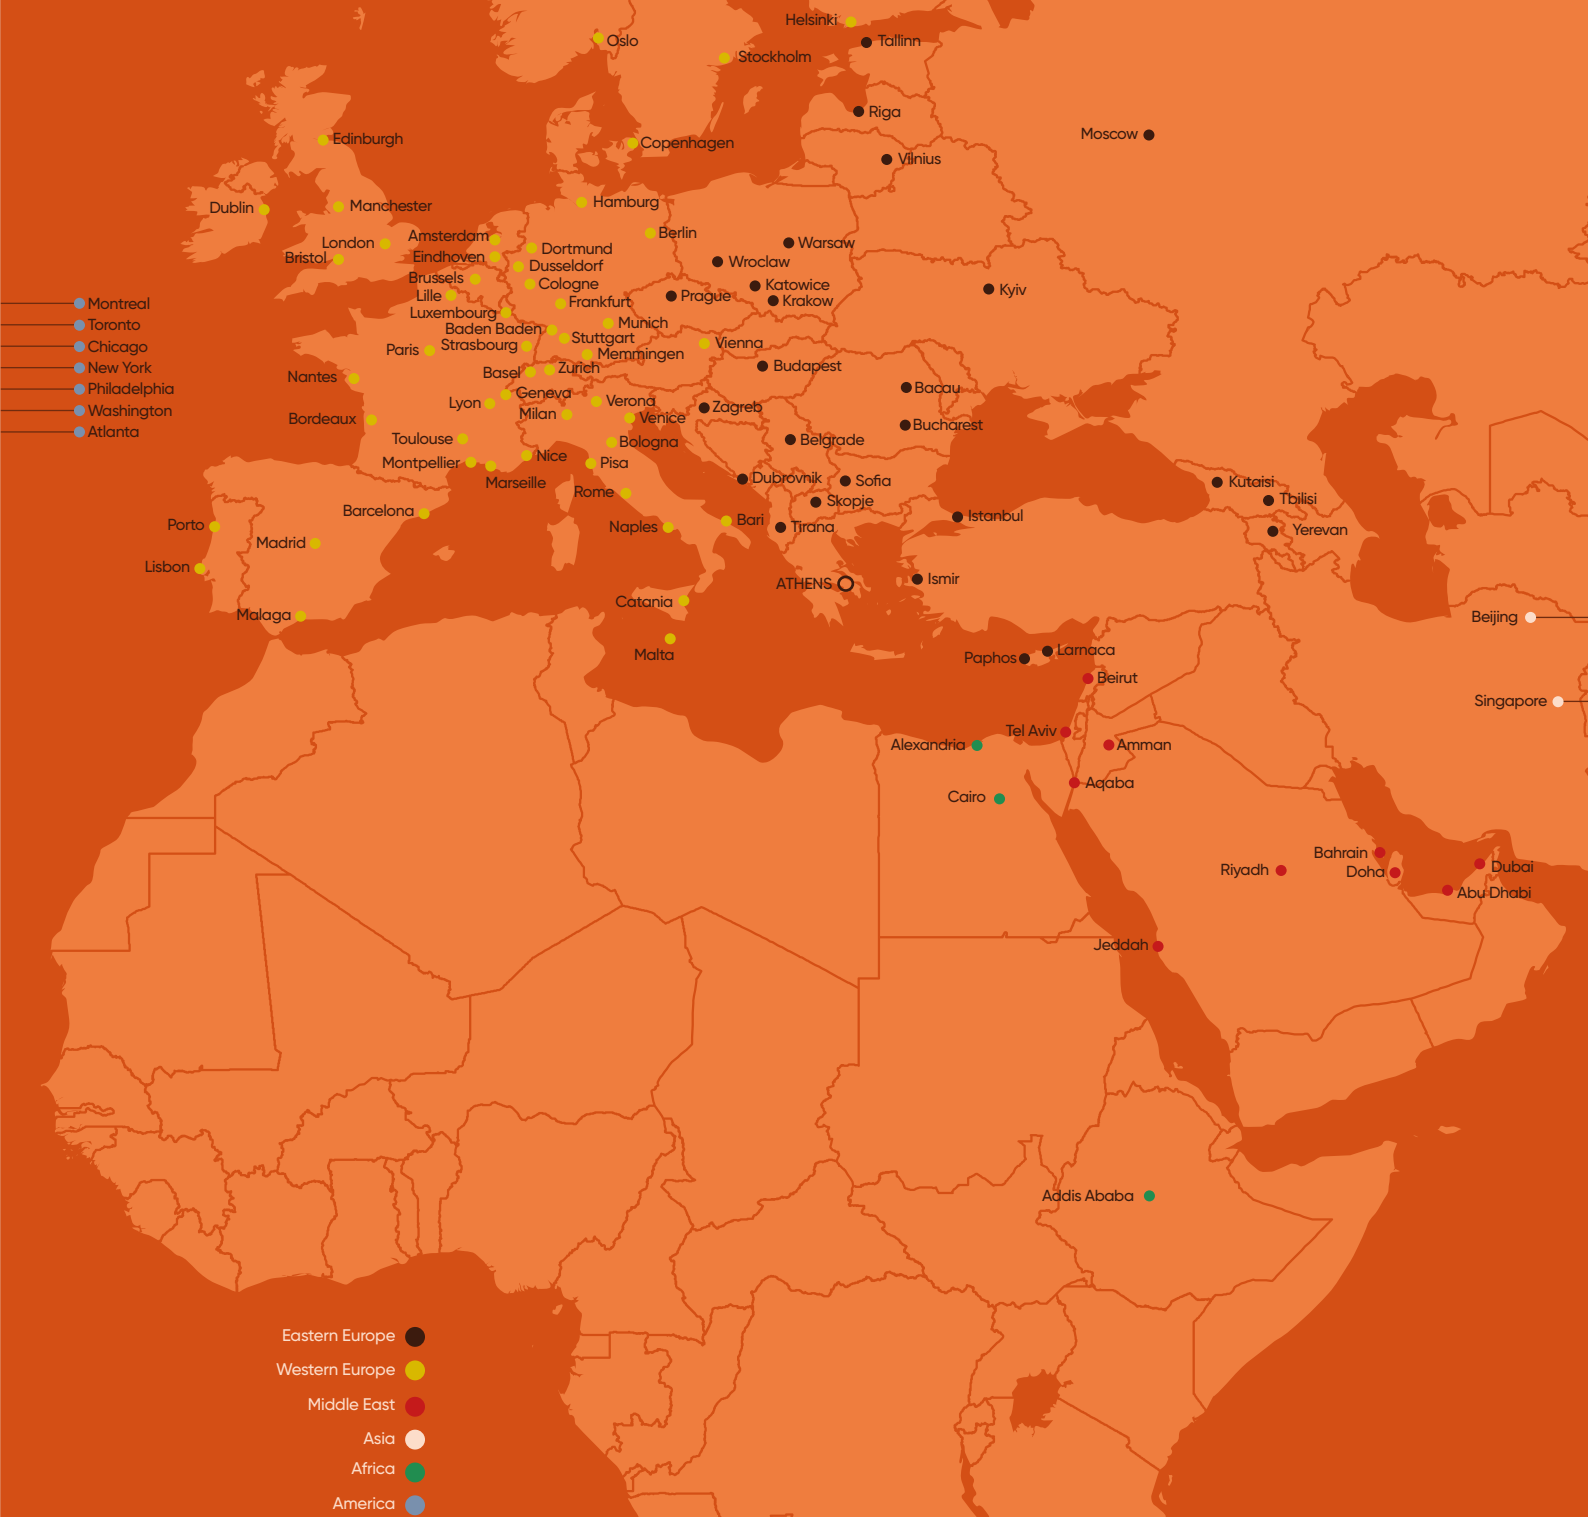 Helsinki
Oslo
Tallinn
Stockholm
Riga
Moscow
Edinburgh
Copenhagen
Vilnius
Dublin
Manchester
Hamburg
London
Amsterdam
Berlin
Warsaw
Bristol
Eindhoven
Dortmund
Wroclaw
Dusseldorf
Brussels
Cologne
Katowice
Kyiv
Lille
Frankfurt
Prague
Krakow
Montreal
Luxembourg
Munich
Toronto
Baden Baden
Stuttgart
Chicago
Paris
Strasbourg
Memmingen
Vienna
New York
Nantes
Basel
Zurich
Budapest
Philadelphia
Geneva
Bacau
Washington
Lyon
Milan
Verona
Zagreb
Bordeaux
Venice
Bucharest
Atlanta
Toulouse
Bologna
Belgrade
Montpellier
Nice
Pisa
Marseille
Rome
Dubrovnik
Sofia
Kutaisi
Skopje
Tbilisi
Barcelona
Porto
Naples
Bari
Tirana
Istanbul
Yerevan
Madrid
Lisbon
ATHENS
Ismir
Malaga
Catania
Beijing
Malta
Paphos
Larnaca
Beirut
Singapore
Tel Aviv
Alexandria
Amman
Aqaba
Cairo
Bahrain
Riyadh
Doha
Dubai
Abu Dhabi
Jeddah
Addis Ababa
Eastern Europe
Western Europe
Middle East
Asia
Africa
America